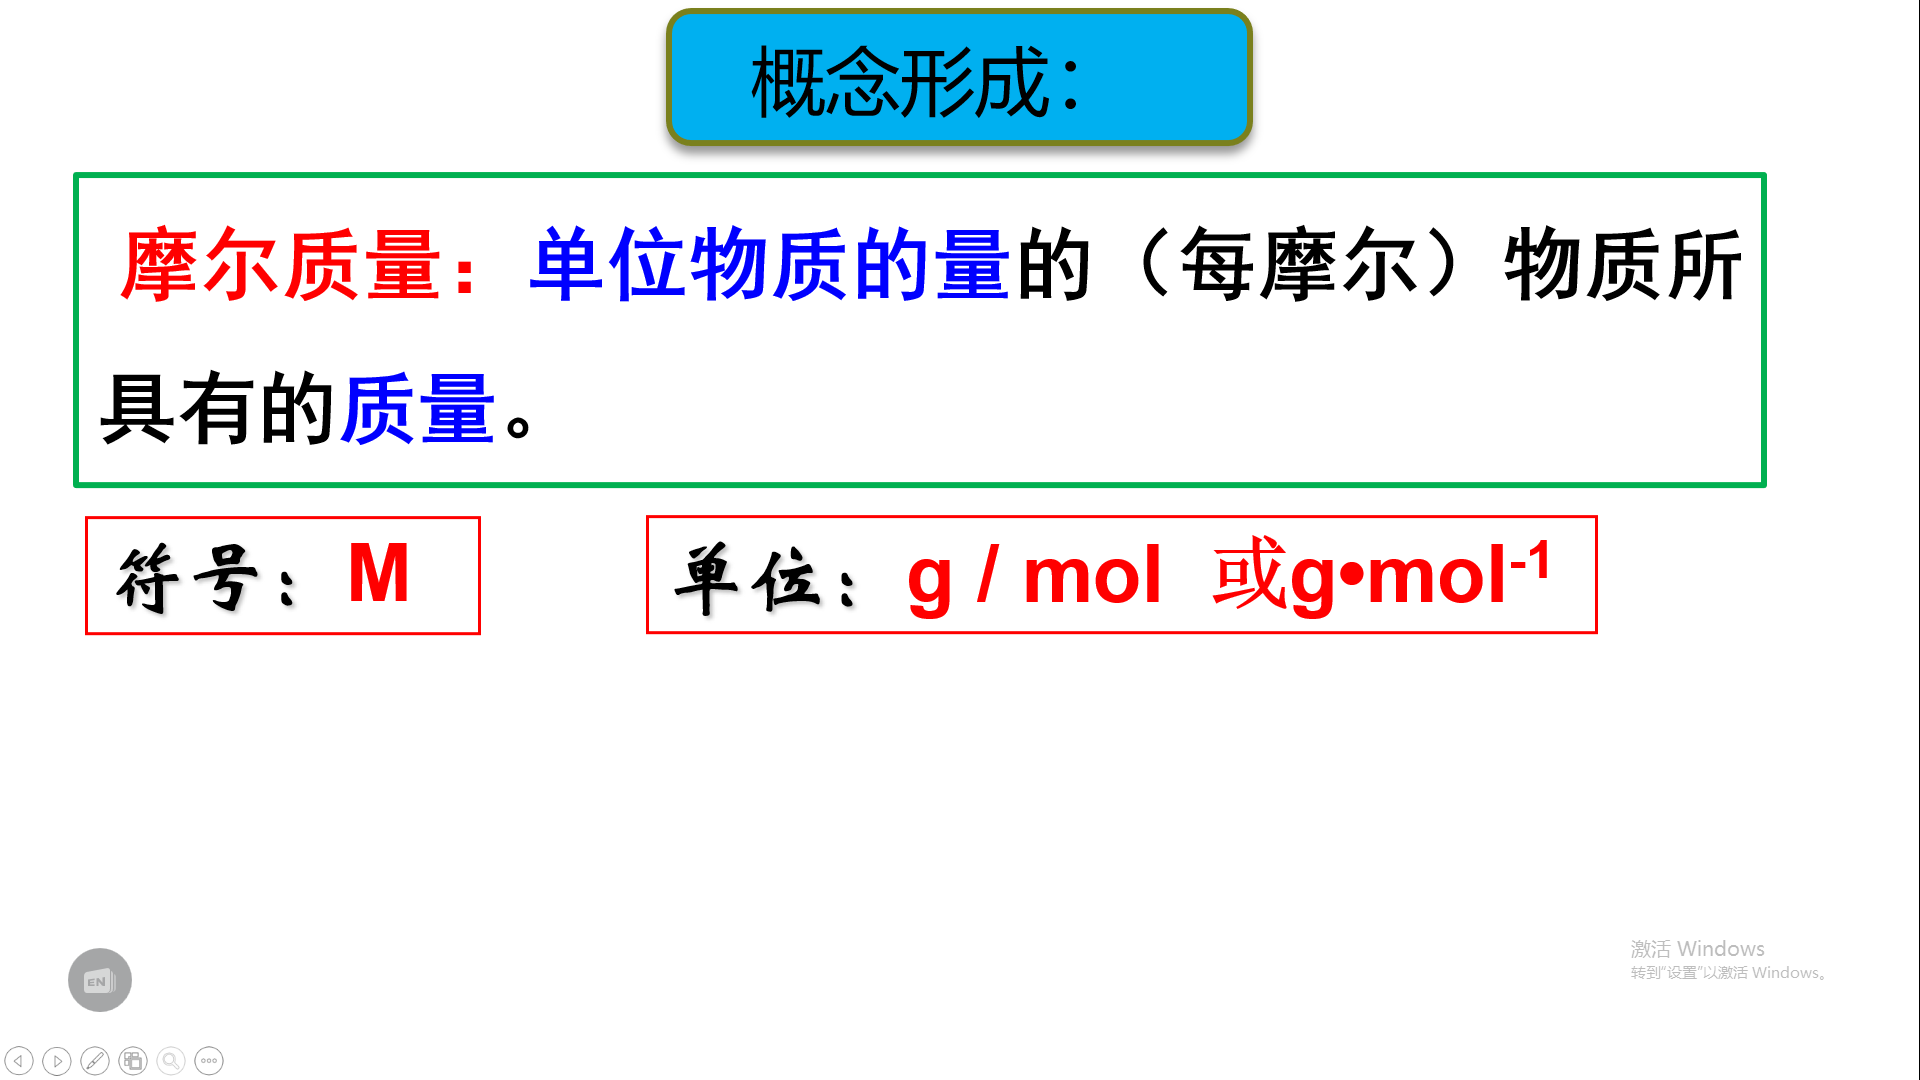 概念形成：
摩尔质量：单位物质的量的（每摩尔）物质所
具有的质量。
符号：M
单位：g / mol 或g•mol-1
EN
激活 Windows
转到“设置”以激活 Windows。